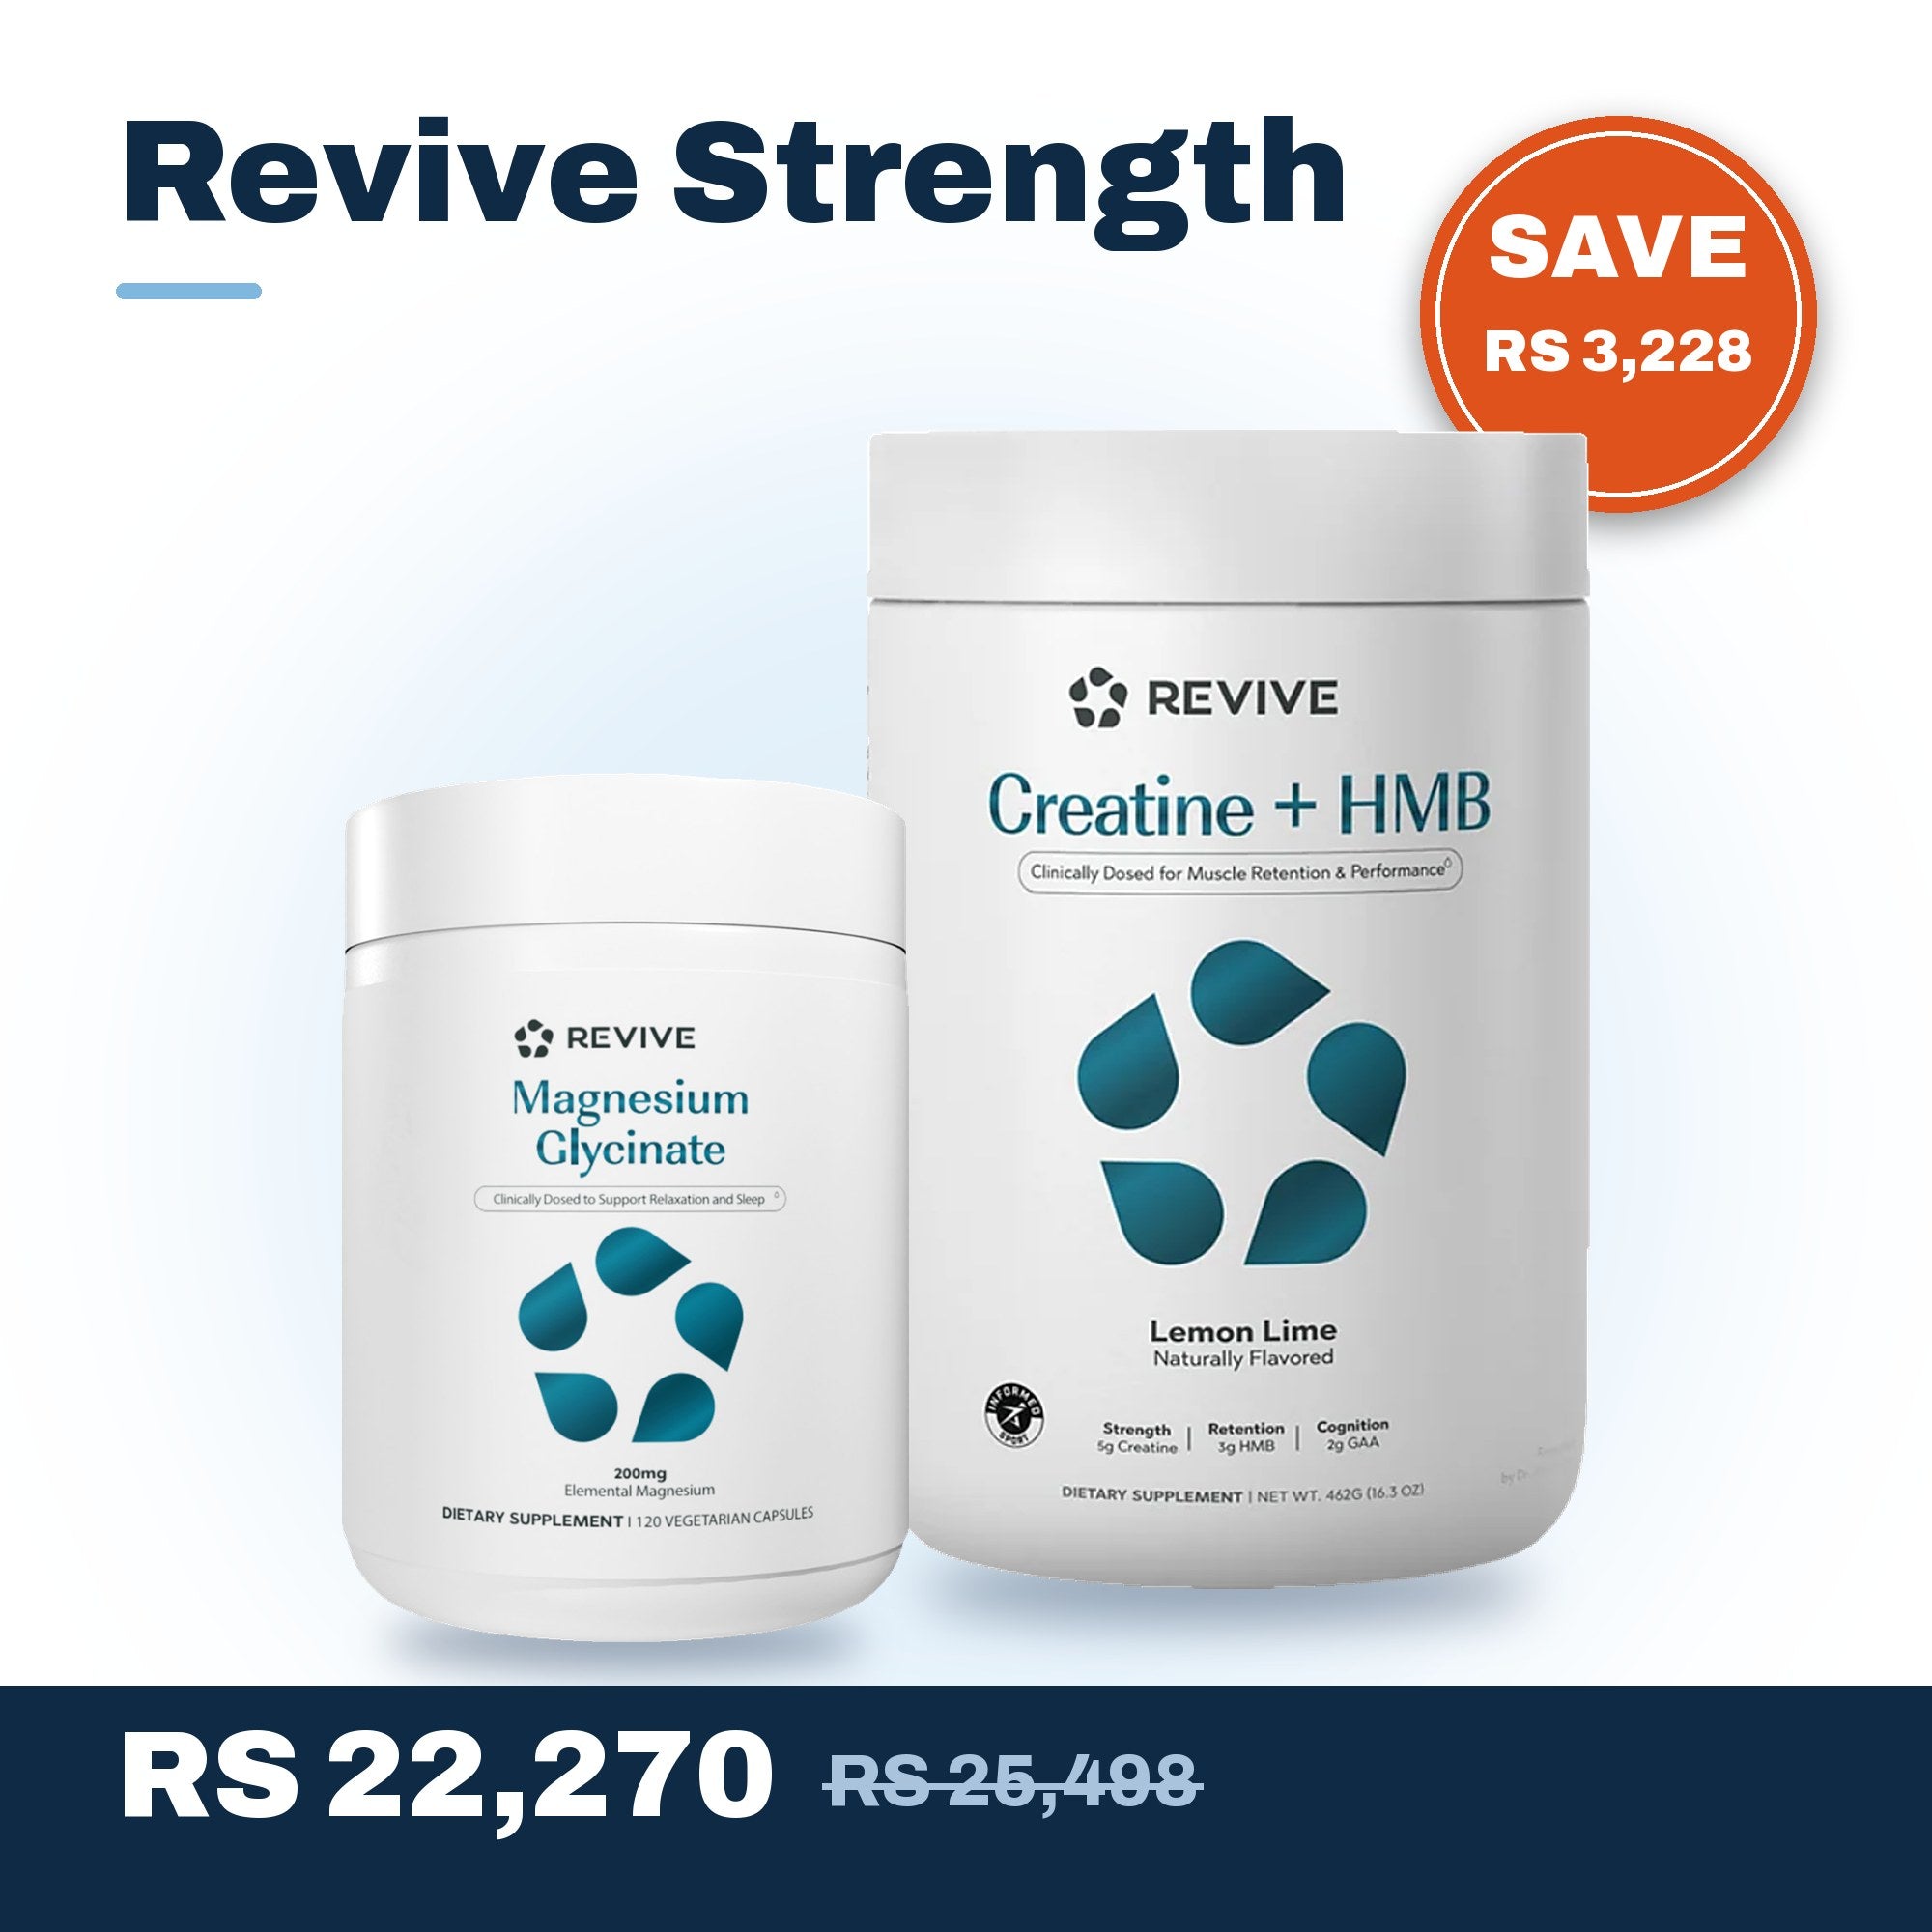 Revive Strength
SAVE
RS 3,228
REVIVE
Creatine + HMB
Clinically Dosed for Muscle Retention & Performance
Lemon Lime
Naturally Flavored
INFORMED
SPORT
Strength | Retention | Cognition
5g Creatine | 3g HMB | 2g GAA
DIETARY SUPPLEMENT | NET WT. 462G (16.3 OZ)
REVIVE
Magnesium
Glycinate
Clinically Dosed to Support Relaxation and Sleep
200mg
Elemental Magnesium
DIETARY SUPPLEMENT | 120 VEGETARIAN CAPSULES
RS 22,270 RS 25,498